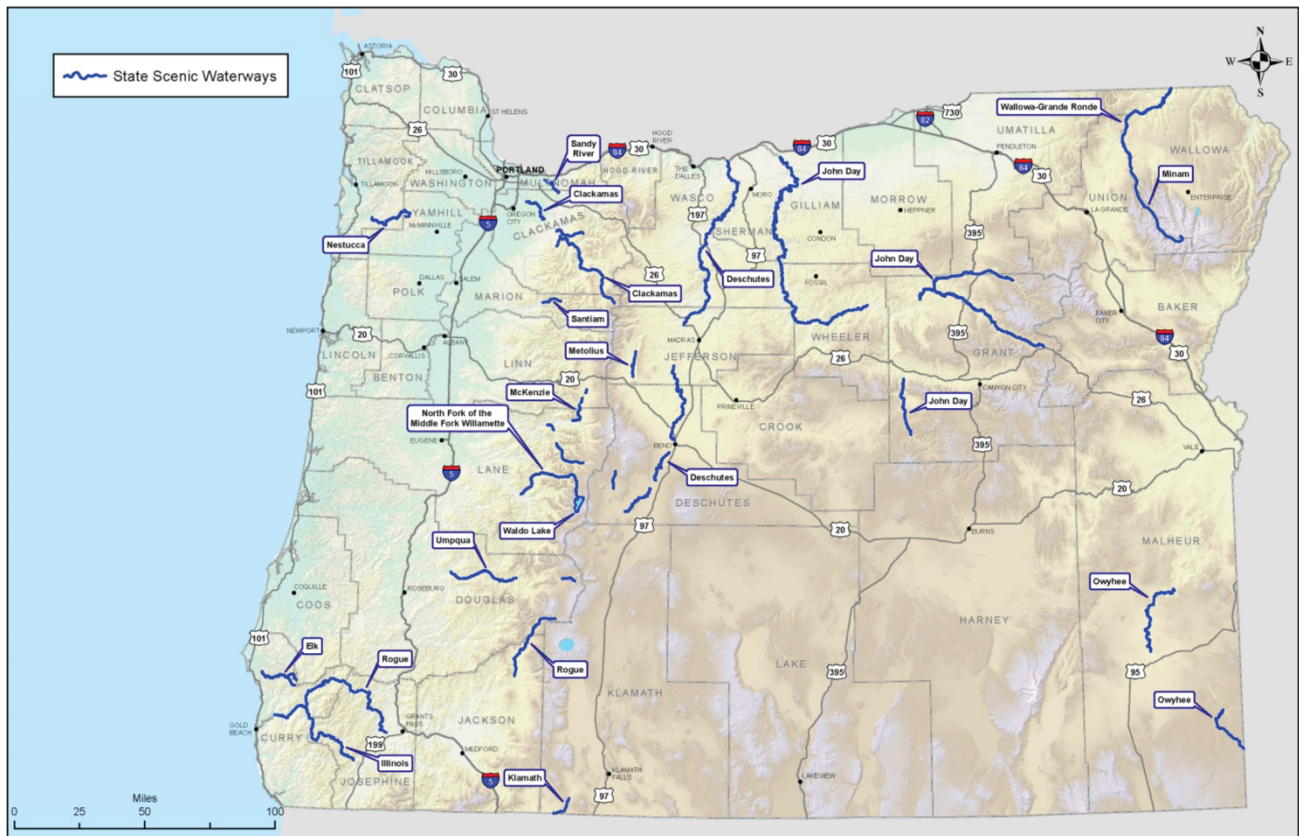 State Scenic Waterways
N
W
E
S
ASTORIA
101
30
CLATSOP
COLUMBIA
ST HELENS
26
TILLAMOOK
TILLAMOOK
HILLSBORO
WASHINGTON
PORTLAND
MULTNOMAH
Sandy
River
84
30
HOOD
RIVER
HOOD RIVER
THE
DALLES
84
30
82
730
UMATILLA
PENDLETON
84
30
Wallowa-Grande Ronde
WALLOWA
Minam
ENTERPRISE
UNION
LA GRANDE
Clackamas
OREGON
CITY
CLACKAMAS
YAMHILL
McMINNVILLE
5
Nestucca
WASCO
197
MORO
SHERMAN
97
John Day
GILLIAM
CONDON
MORROW
HEPPNER
395
John Day
FOSSIL
Deschutes
26
Clackamas
DALLAS
SALEM
POLK
MARION
Santiam
BAKER
BAKER
CITY
84
30
NEWPORT
20
LINCOLN
CORVALLIS
ALBANY
BENTON
LINN
Metolius
MADRAS
JEFFERSON
WHEELER
26
395
GRANT
CANYON CITY
John Day
101
McKenzie
20
PRINEVILLE
CROOK
North Fork of the
Middle Fork Willamette
EUGENE
5
LANE
BEND
Deschutes
DESCHUTES
395
26
VALE
20
Waldo Lake
97
20
BURNS
MALHEUR
Umpqua
DOUGLAS
ROSEBURG
COQUILLE
COOS
Owyhee
HARNEY
101
Elk
Rogue
Rogue
LAKE
KLAMATH
395
95
Owyhee
GOLD
BEACH
CURRY
GRANTS
PASS
199
JACKSON
MEDFORD
Illinois
JOSEPHINE
5
Klamath
KLAMATH
FALLS
97
LAKEVIEW
Miles
0
50
100
25